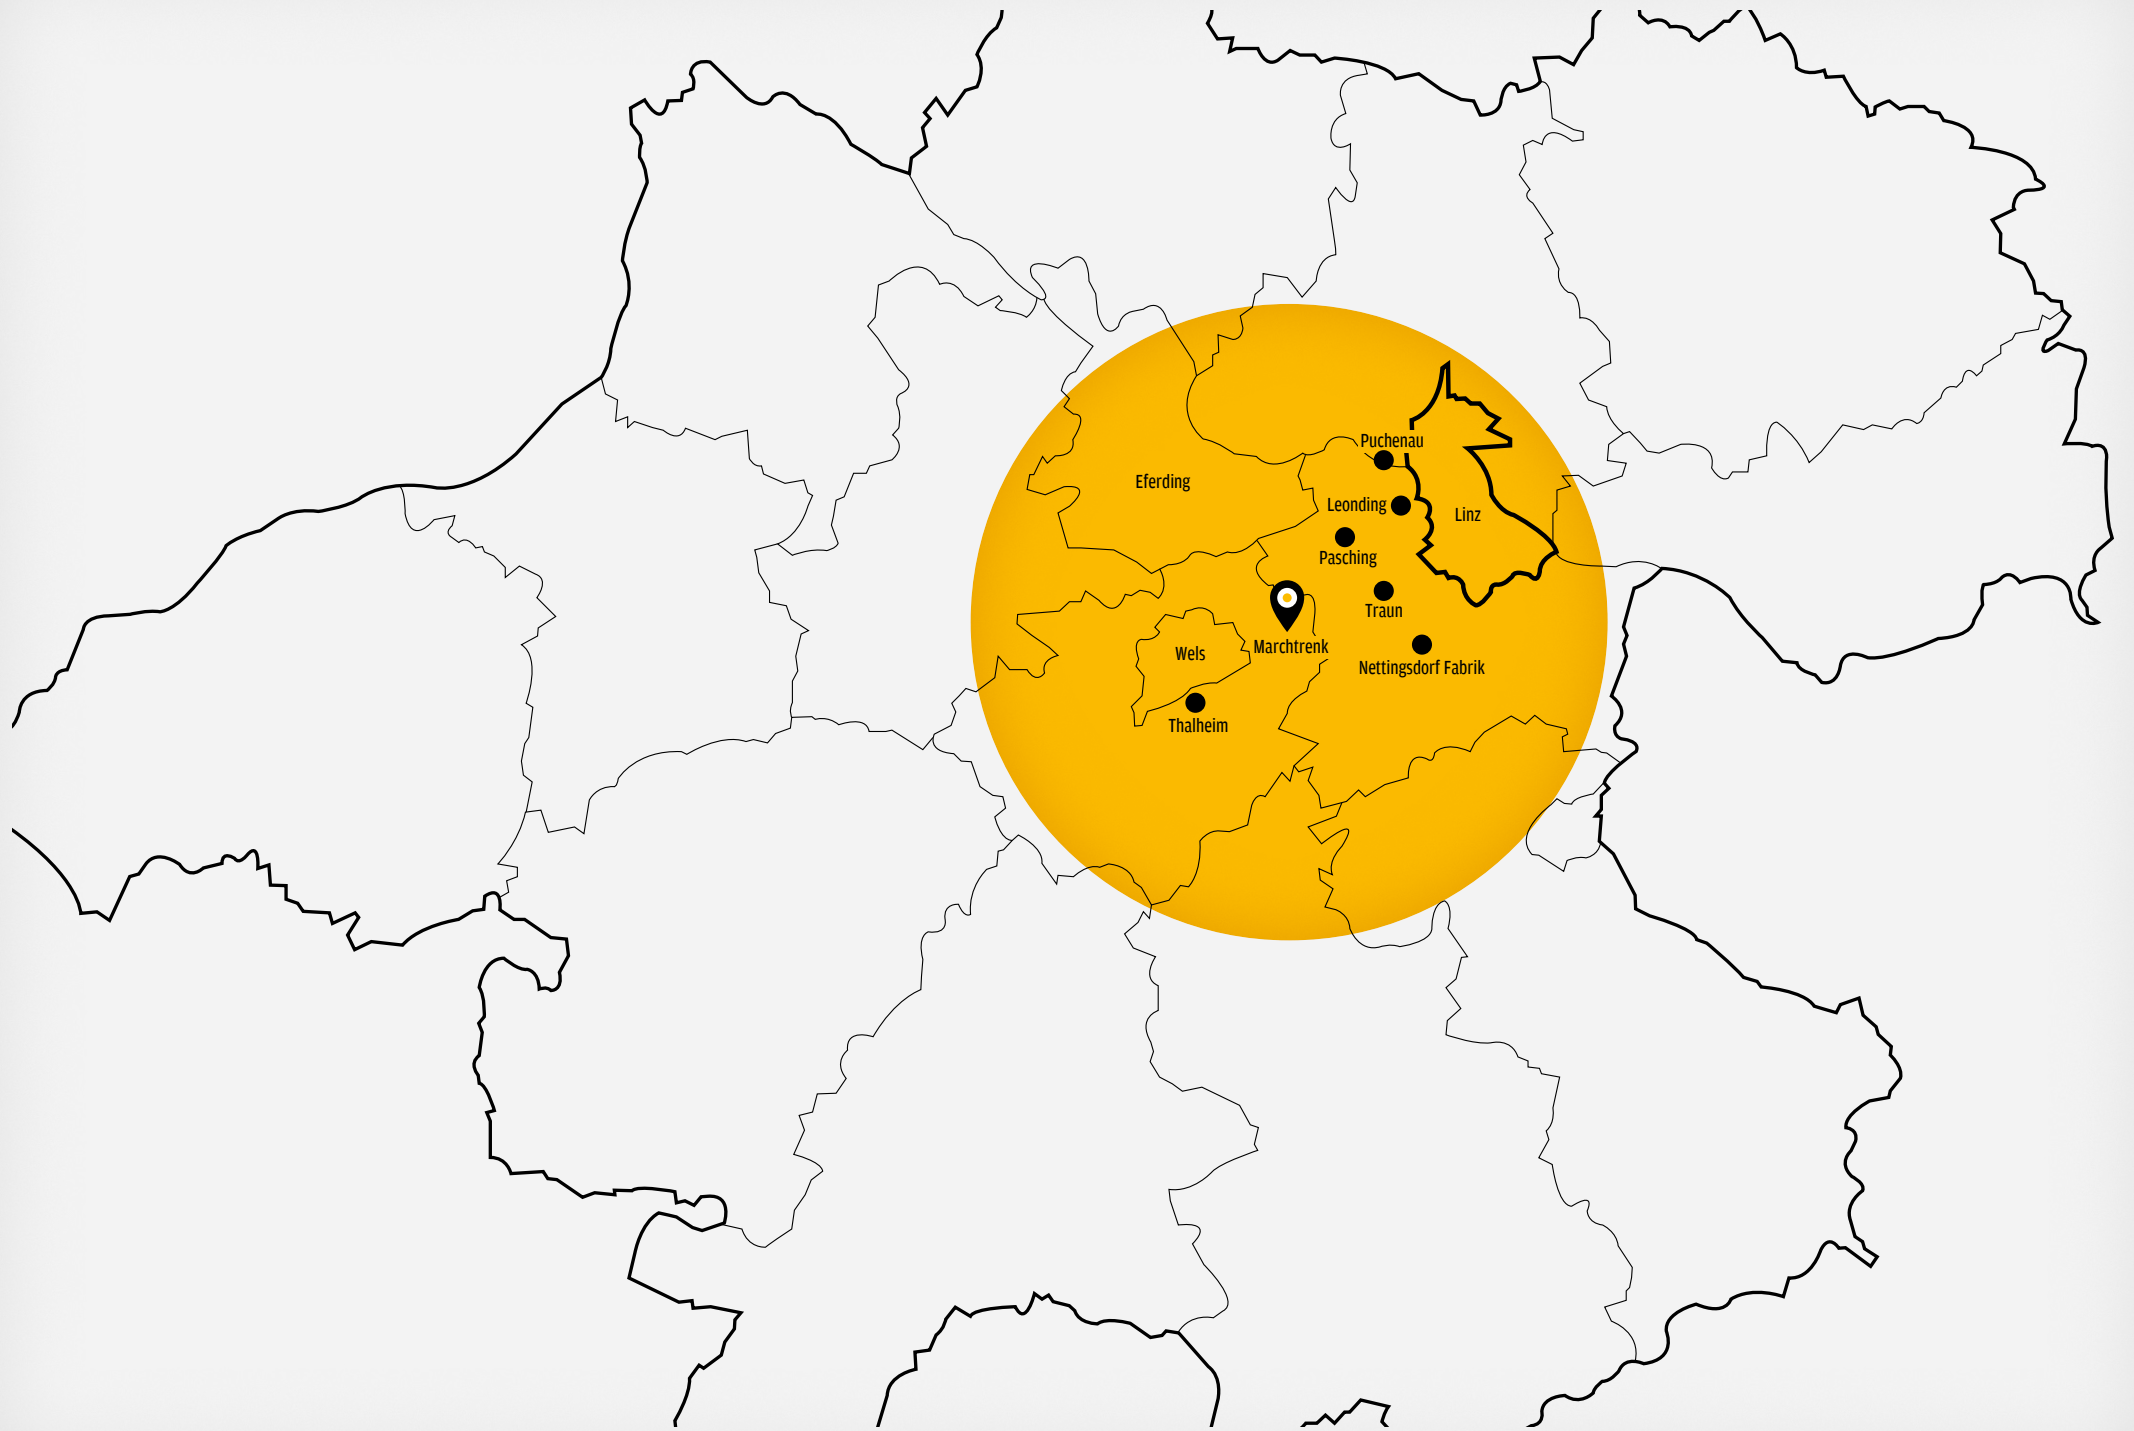 Puchenau
Eferding
Leonding
Linz
Pasching
Traun
Marchtrenk
Wels
Nettingsdorf Fabrik
Thalheim